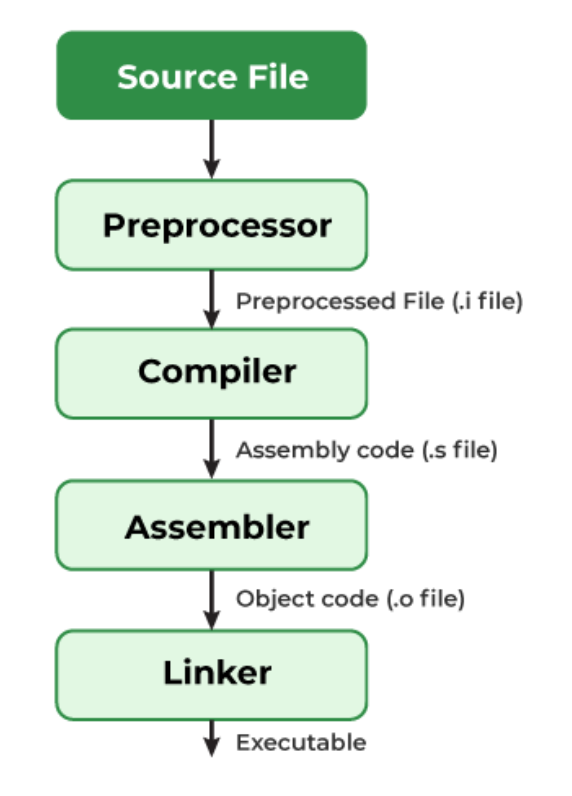 Source File
Preprocessor
Preprocessed File (.i file)
Compiler
Assembly code (.s file)
Assembler
Object code (.o file)
Linker
Executable